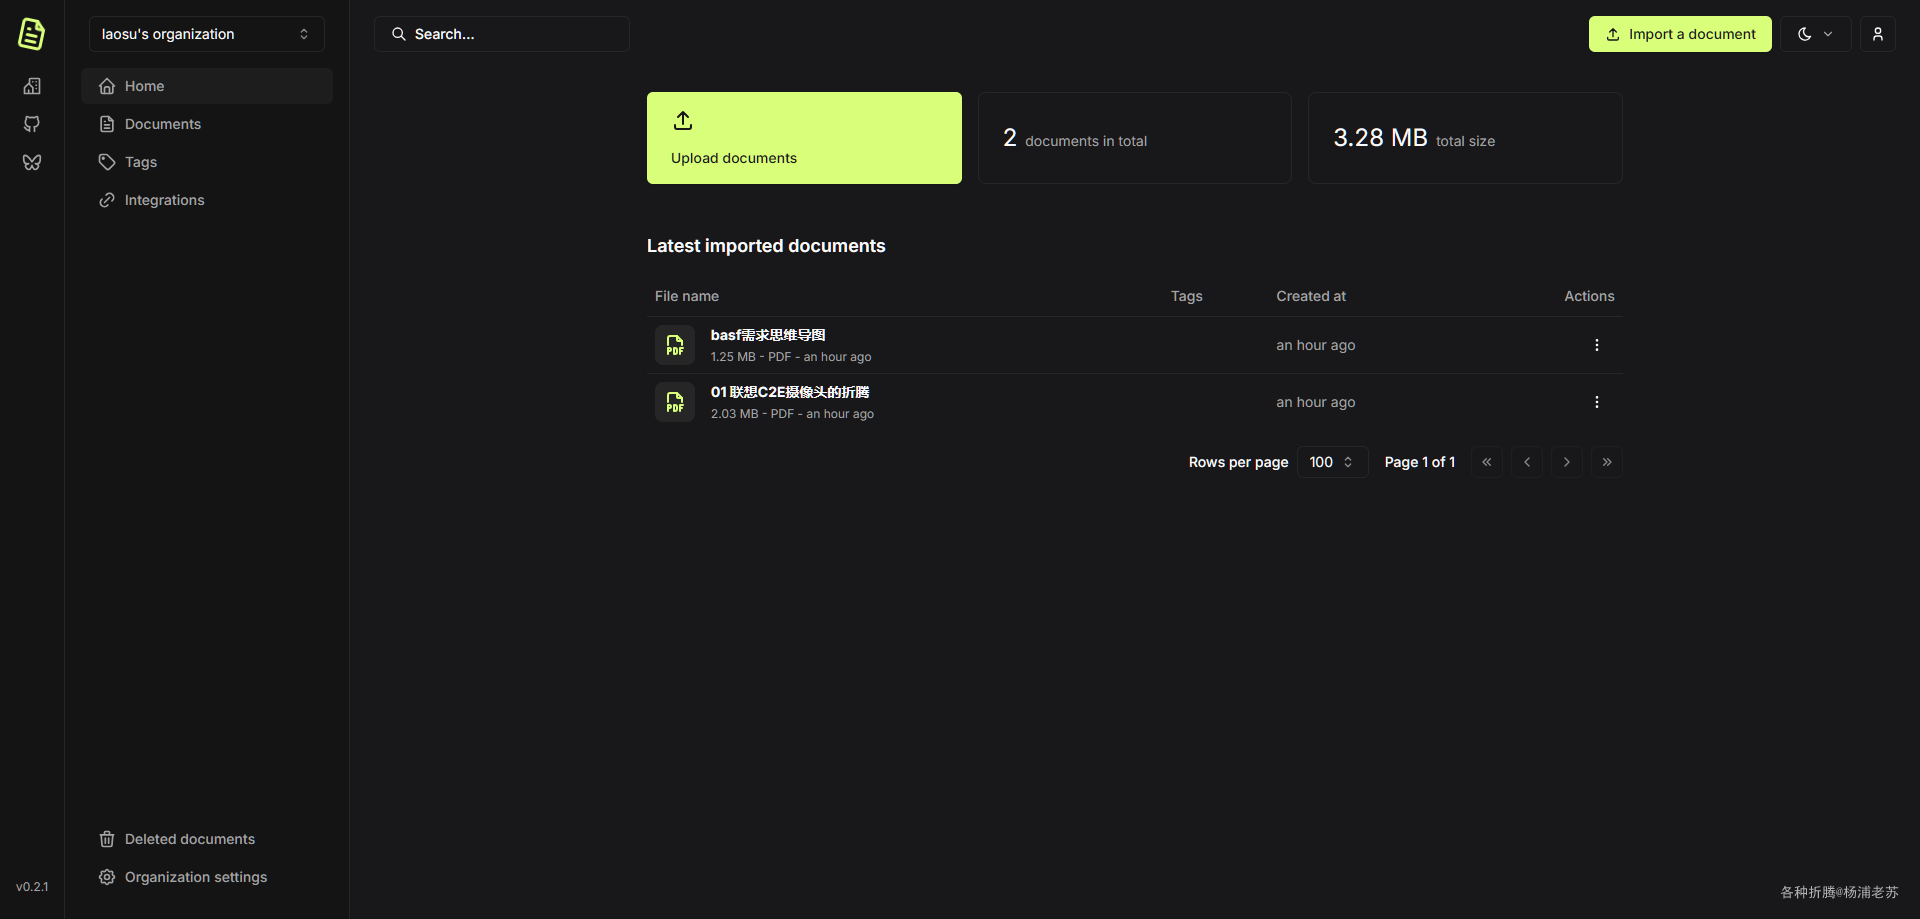 laosu's organization
Search...
Import a document
Home
Documents
Tags
Integrations
Upload documents
2 documents in total
3.28 MB total size
Latest imported documents
File name Tags Created at Actions
PDF
basf需求思维导图
1.25 MB - PDF - an hour ago
an hour ago
PDF
01 联想C2E摄像头的折腾
2.03 MB - PDF - an hour ago
an hour ago
Rows per page 100 Page 1 of 1
Deleted documents
Organization settings
v0.2.1
各种折腾@杨浦老苏